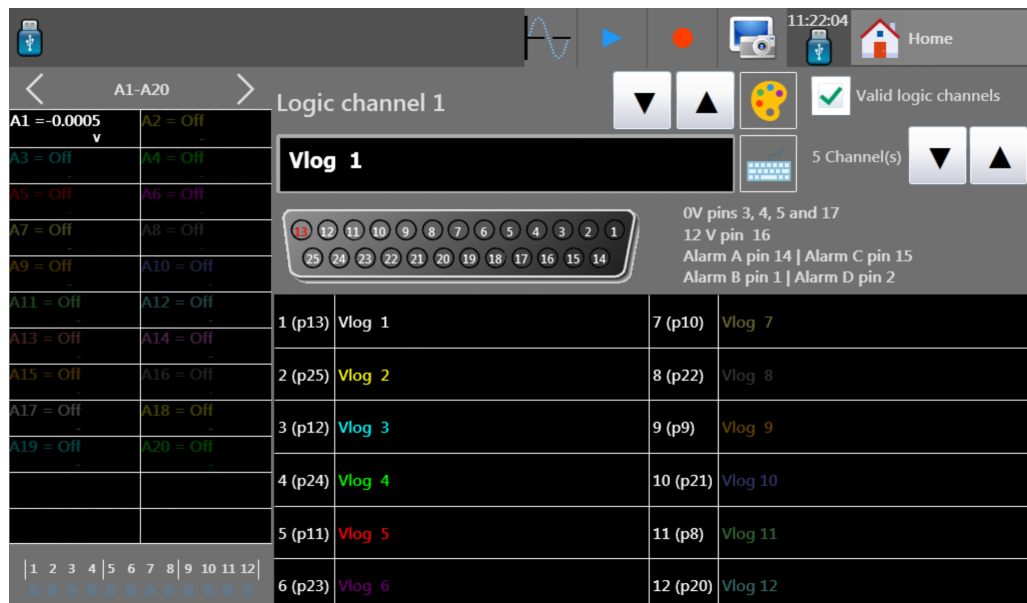 11:22:04
Home
A1-A20
A1 =-0.0005
v
A2 = Off
-
A3 = Off
-
A4 = Off
-
A5 = Off
-
A6 = Off
-
A7 = Off
-
A8 = Off
-
A9 = Off
-
A10 = Off
-
A11 = Off
-
A12 = Off
-
A13 = Off
-
A14 = Off
-
A15 = Off
-
A16 = Off
-
A17 = Off
-
A18 = Off
-
A19 = Off
-
A20 = Off
-
1 2 3 4 5 6 7 8 9 10 11 12
Logic channel 1
Valid logic channels
Vlog 1
5 Channel(s)
13 12 11 10 9 8 7 6 5 4 3 2 1
25 24 23 22 21 20 19 18 17 16 15 14
0V pins 3, 4, 5 and 17
12 V pin 16
Alarm A pin 14 | Alarm C pin 15
Alarm B pin 1 | Alarm D pin 2
1 (p13) Vlog 1
7 (p10) Vlog 7
2 (p25) Vlog 2
8 (p22) Vlog 8
3 (p12) Vlog 3
9 (p9) Vlog 9
4 (p24) Vlog 4
10 (p21) Vlog 10
5 (p11) Vlog 5
11 (p8) Vlog 11
6 (p23) Vlog 6
12 (p20) Vlog 12